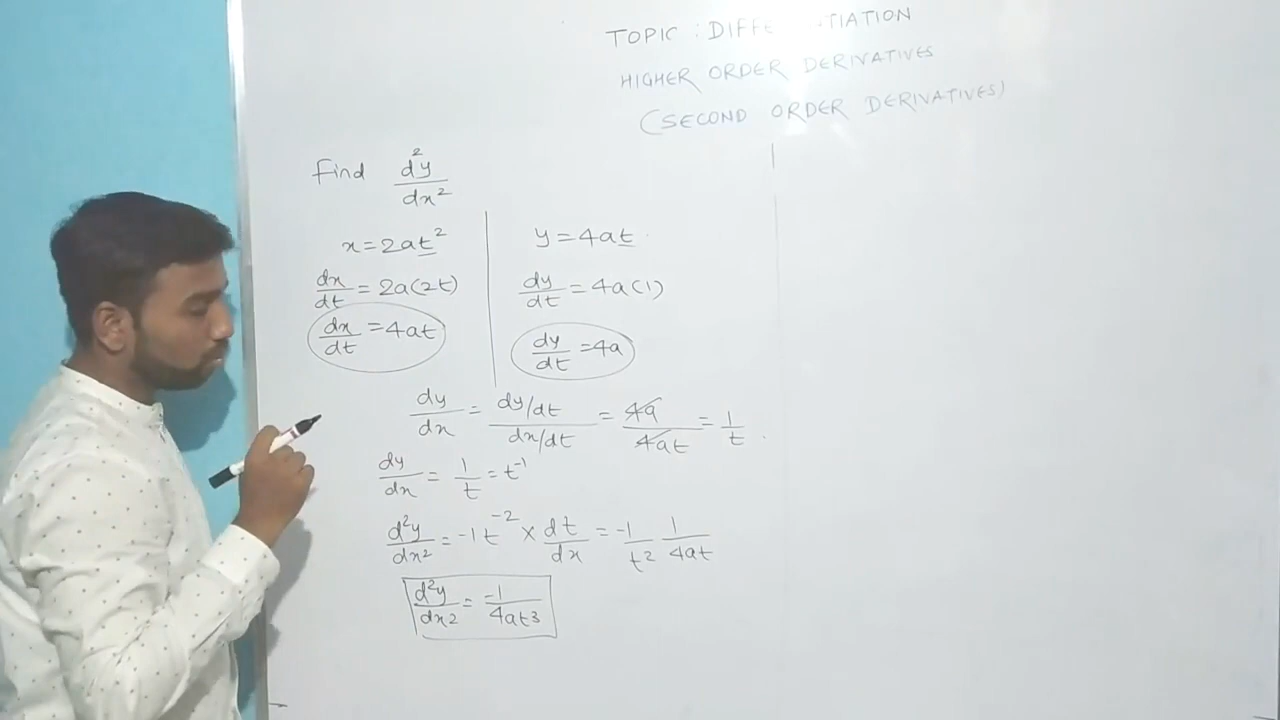 TOPIC : DIFFE TIATION
HIGHER ORDER DERIVATIVES
(SECOND ORDER DERIVATIVES)
Find d²y/dx²
x = 2at²
dx/dt = 2a(2t)
dx/dt = 4at
y = 4at
dy/dt = 4a(1)
dy/dt = 4a
dy/dx = (dy/dt)/(dx/dt) = 4a/4at = 1/t
dy/dx = 1/t = t⁻¹
d²y/dx² = -1t⁻² × dt/dx = -1/t² 1/4at
d²y/dx² = -1/4at³